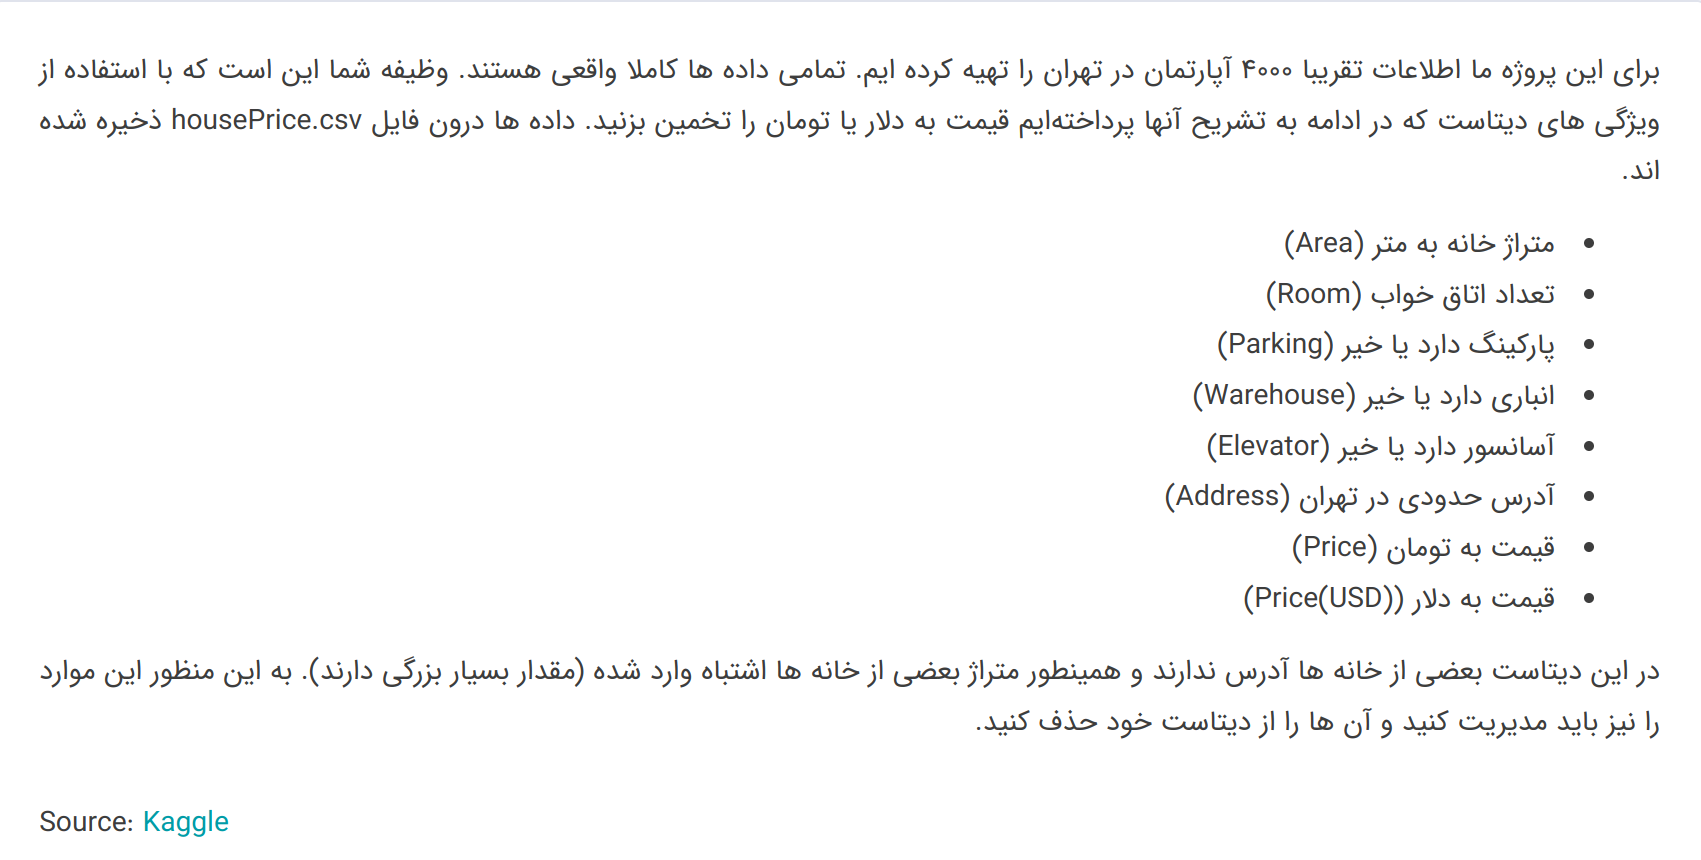 برای این پروژه ما اطلاعات تقریبا ۴۰۰۰ آپارتمان در تهران را تهیه کرده ایم. تمامی داده ها کاملا واقعی هستند. وظیفه شما این است که با استفاده از
ویژگی های دیتاست که در ادامه به تشریح آنها پرداخته‌ایم قیمت به دلار یا تومان را تخمین بزنید. داده ها درون فایل housePrice.csv ذخیره شده
اند.
• متراژ خانه به متر (Area)
• تعداد اتاق خواب (Room)
• پارکینگ دارد یا خیر (Parking)
• انباری دارد یا خیر (Warehouse)
• آسانسور دارد یا خیر (Elevator)
• آدرس حدودی در تهران (Address)
• قیمت به تومان (Price)
• قیمت به دلار (Price(USD))
در این دیتاست بعضی از خانه ها آدرس ندارند و همینطور متراژ بعضی از خانه ها اشتباه وارد شده (مقدار بسیار بزرگی دارند). به این منظور این موارد
را نیز باید مدیریت کنید و آن ها را از دیتاست خود حذف کنید.
Source: Kaggle